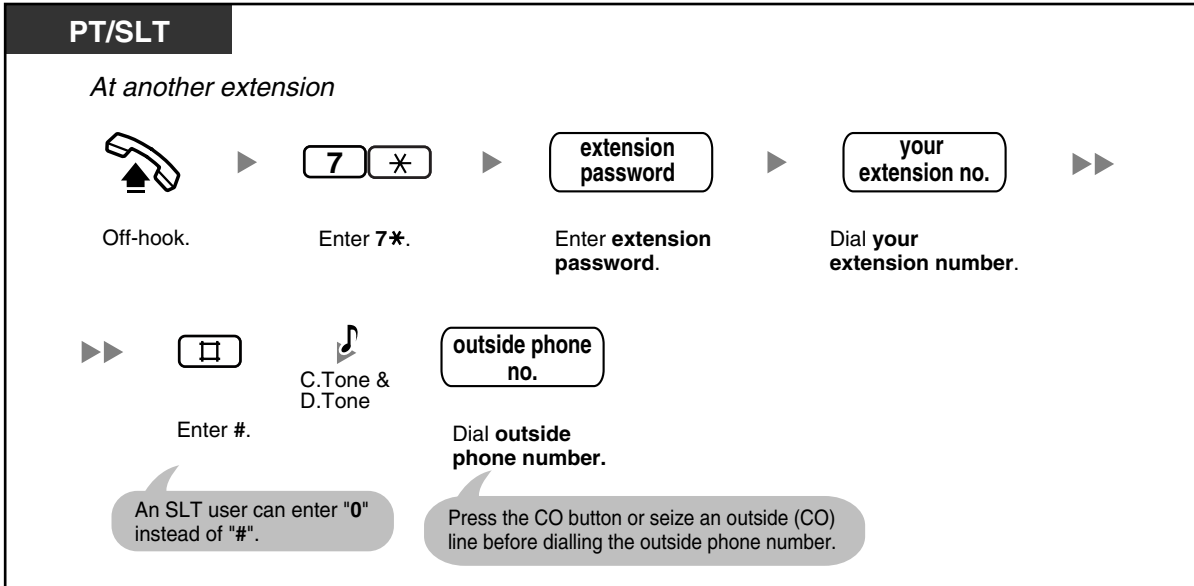 PT/SLT
At another extension
7 ✳
extension
password
your
extension no.
Off-hook.
Enter 7✳.
Enter extension
password.
Dial your
extension number.
#
C.Tone &
D.Tone
outside phone
no.
Enter #.
Dial outside
phone number.
An SLT user can enter "0"
instead of "#".
Press the CO button or seize an outside (CO)
line before dialling the outside phone number.